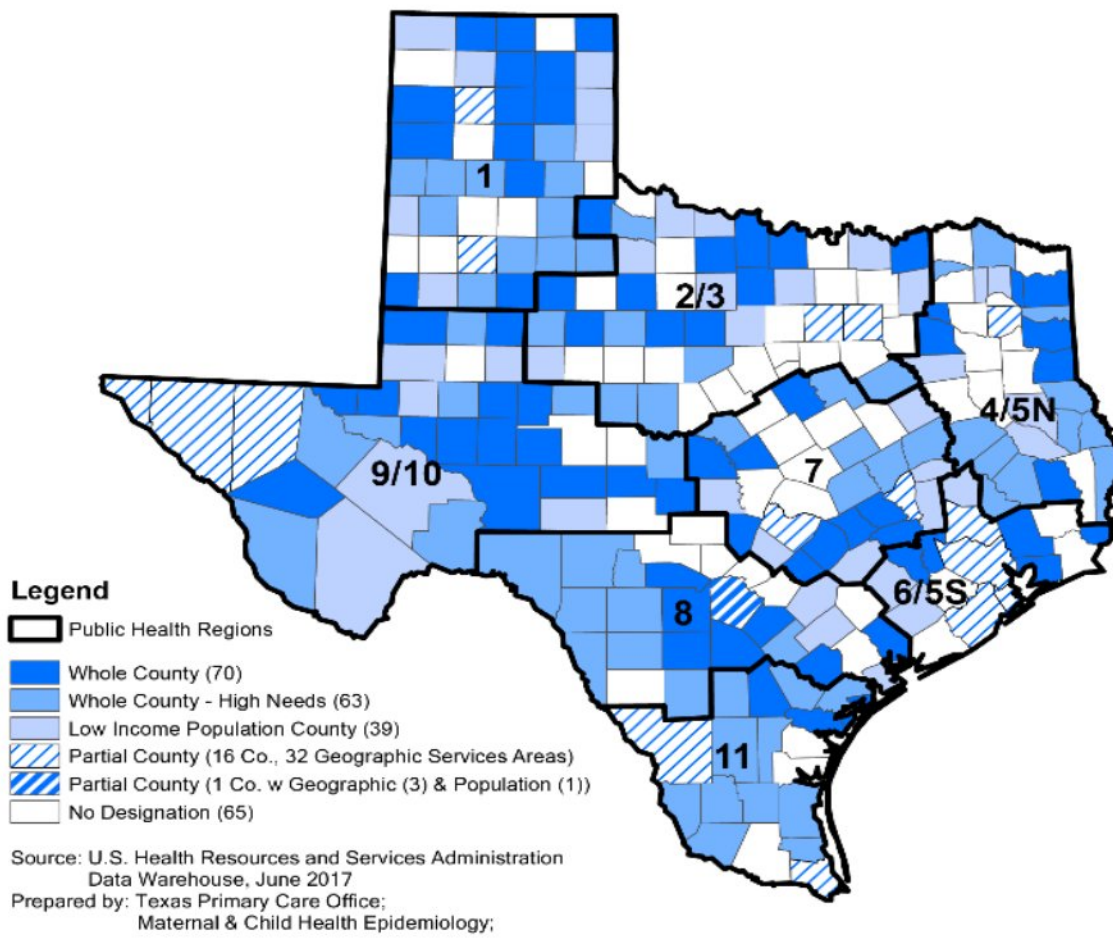 1
2/3
4/5N
7
9/10
6/5S
8
11
Legend
Public Health Regions
Whole County (70)
Whole County - High Needs (63)
Low Income Population County (39)
Partial County (16 Co., 32 Geographic Services Areas)
Partial County (1 Co. w Geographic (3) & Population (1))
No Designation (65)
Source: U.S. Health Resources and Services Administration
Data Warehouse, June 2017
Prepared by: Texas Primary Care Office;
Maternal & Child Health Epidemiology;